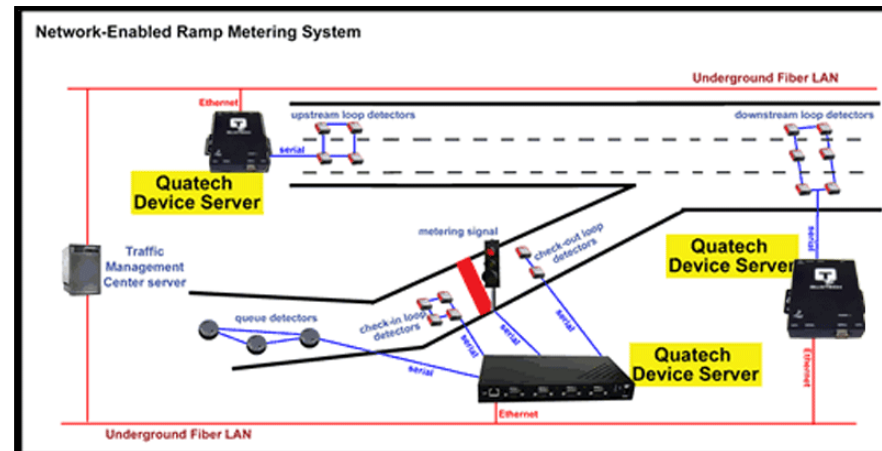 Network-Enabled Ramp Metering System
Underground Fiber LAN
Ethernet
upstream loop detectors
downstream loop detectors
serial
Quatech
Device Server
metering signal
check-out loop
detectors
serial
Quatech
Device Server
Traffic
Management
Center server
queue detectors
check-in loop
detectors
serial
serial
serial
serial
Quatech
Device Server
Ethernet
Ethernet
Underground Fiber LAN